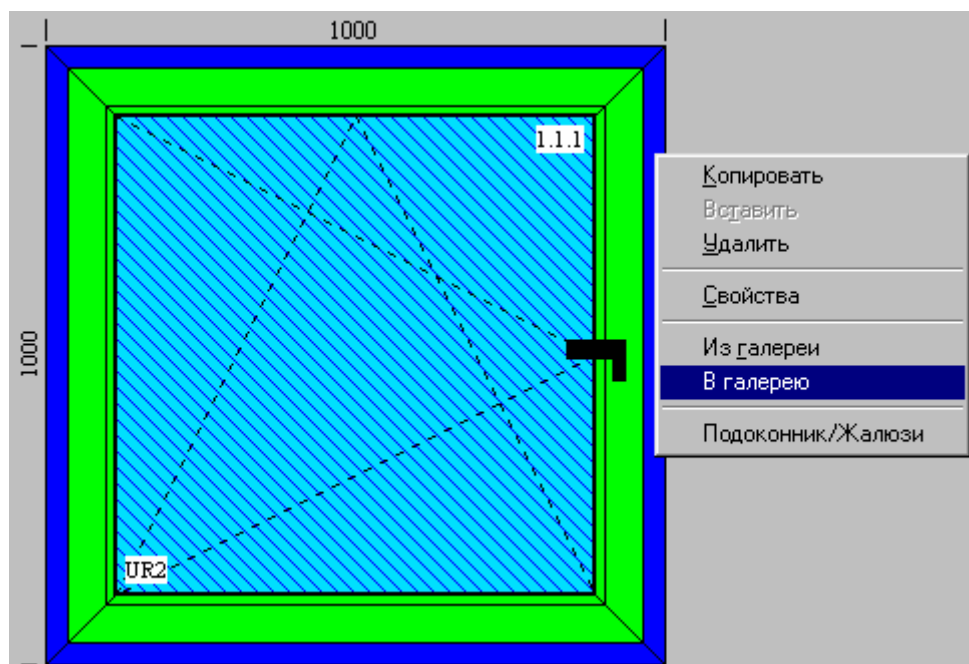 1000
1.1.1
Копировать
Вставить
Удалить
Свойства
1000
Из галереи
В галерею
Подоконник/Жалюзи
UR2